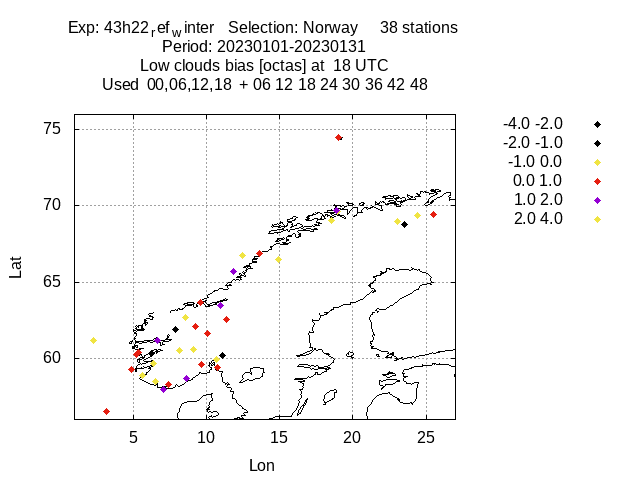 Exp: 43h22refwinter Selection: Norway 38 stations
Period: 20230101-20230131
Low clouds bias [octas] at 18 UTC
Used 00,06,12,18 + 06 12 18 24 30 36 42 48
-4.0 -2.0
-2.0 -1.0
-1.0 0.0
0.0 1.0
1.0 2.0
2.0 4.0
75
70
65
60
Lat
5 10 15 20 25
Lon